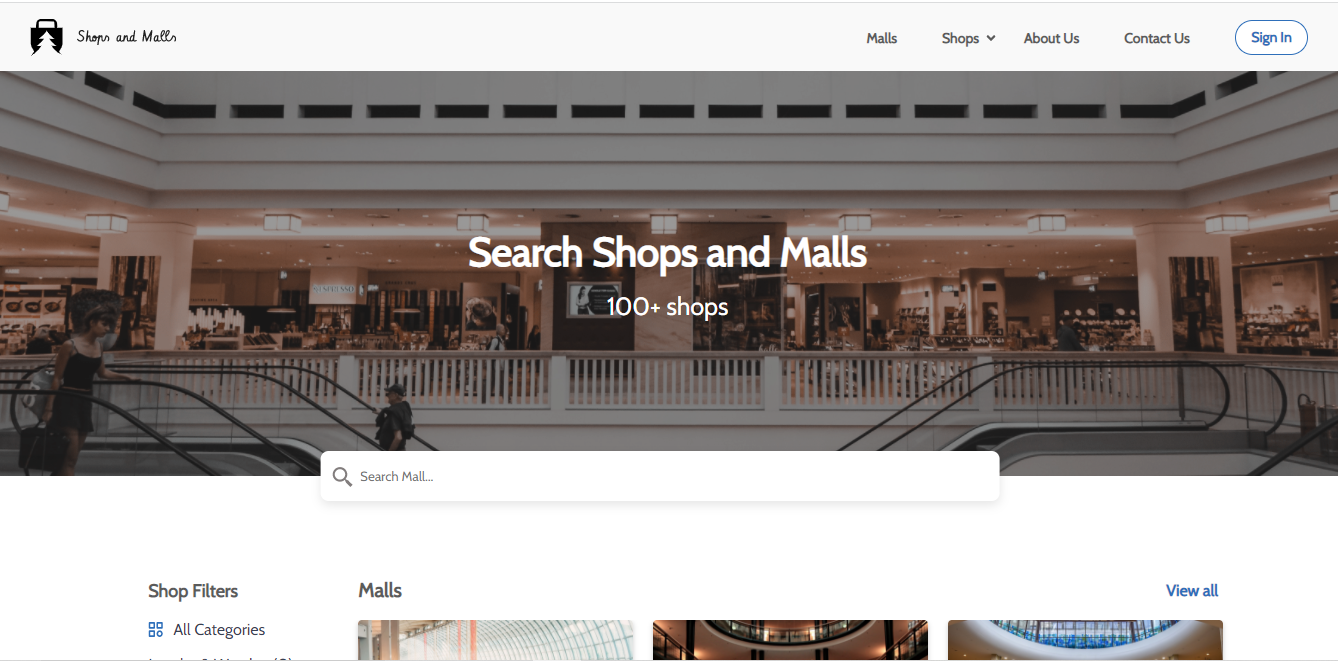 Shops and Malls
Malls
Shops
About Us
Contact Us
Sign In
Search Shops and Malls
100+ shops
Search Mall...
Shop Filters
Malls
View all
All Categories